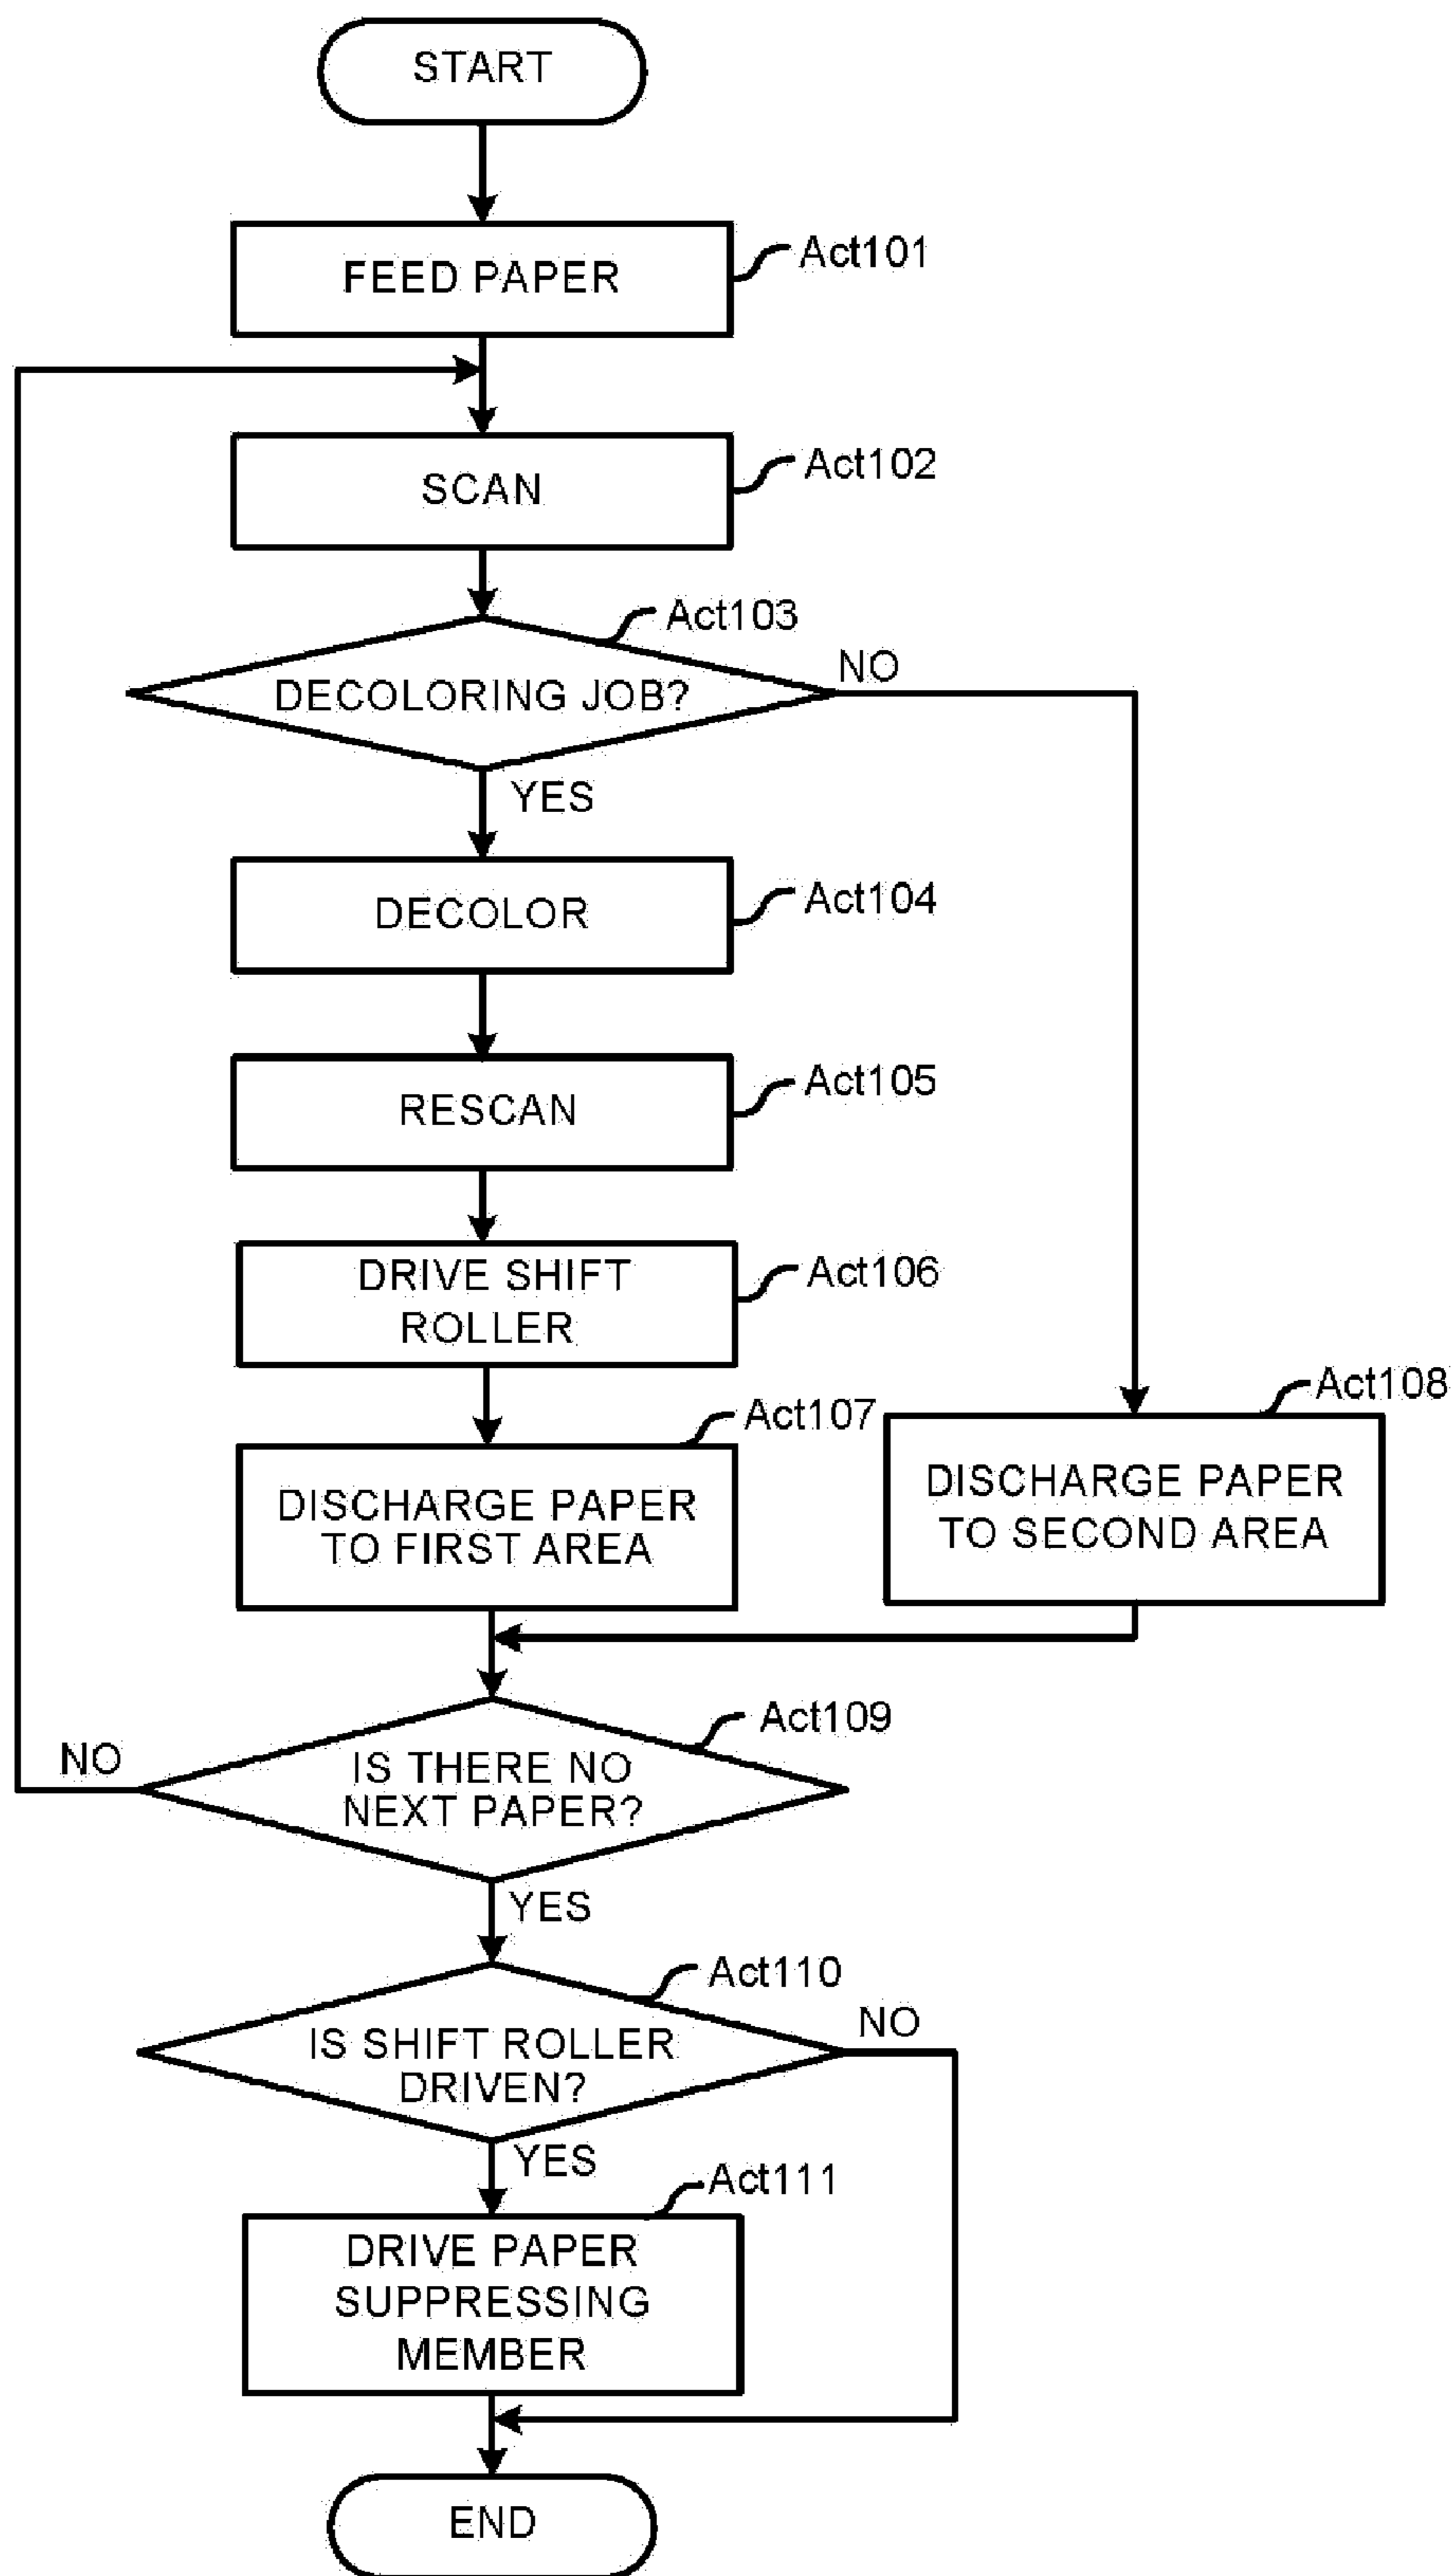 START
FEED PAPER
Act101
SCAN
Act102
Act103
DECOLORING JOB?
NO
YES
DECOLOR
Act104
RESCAN
Act105
DRIVE SHIFT
ROLLER
Act106
Act107
DISCHARGE PAPER
TO FIRST AREA
Act108
DISCHARGE PAPER
TO SECOND AREA
Act109
IS THERE NO
NEXT PAPER?
NO
YES
Act110
IS SHIFT ROLLER
DRIVEN?
NO
YES
Act111
DRIVE PAPER
SUPPRESSING
MEMBER
END